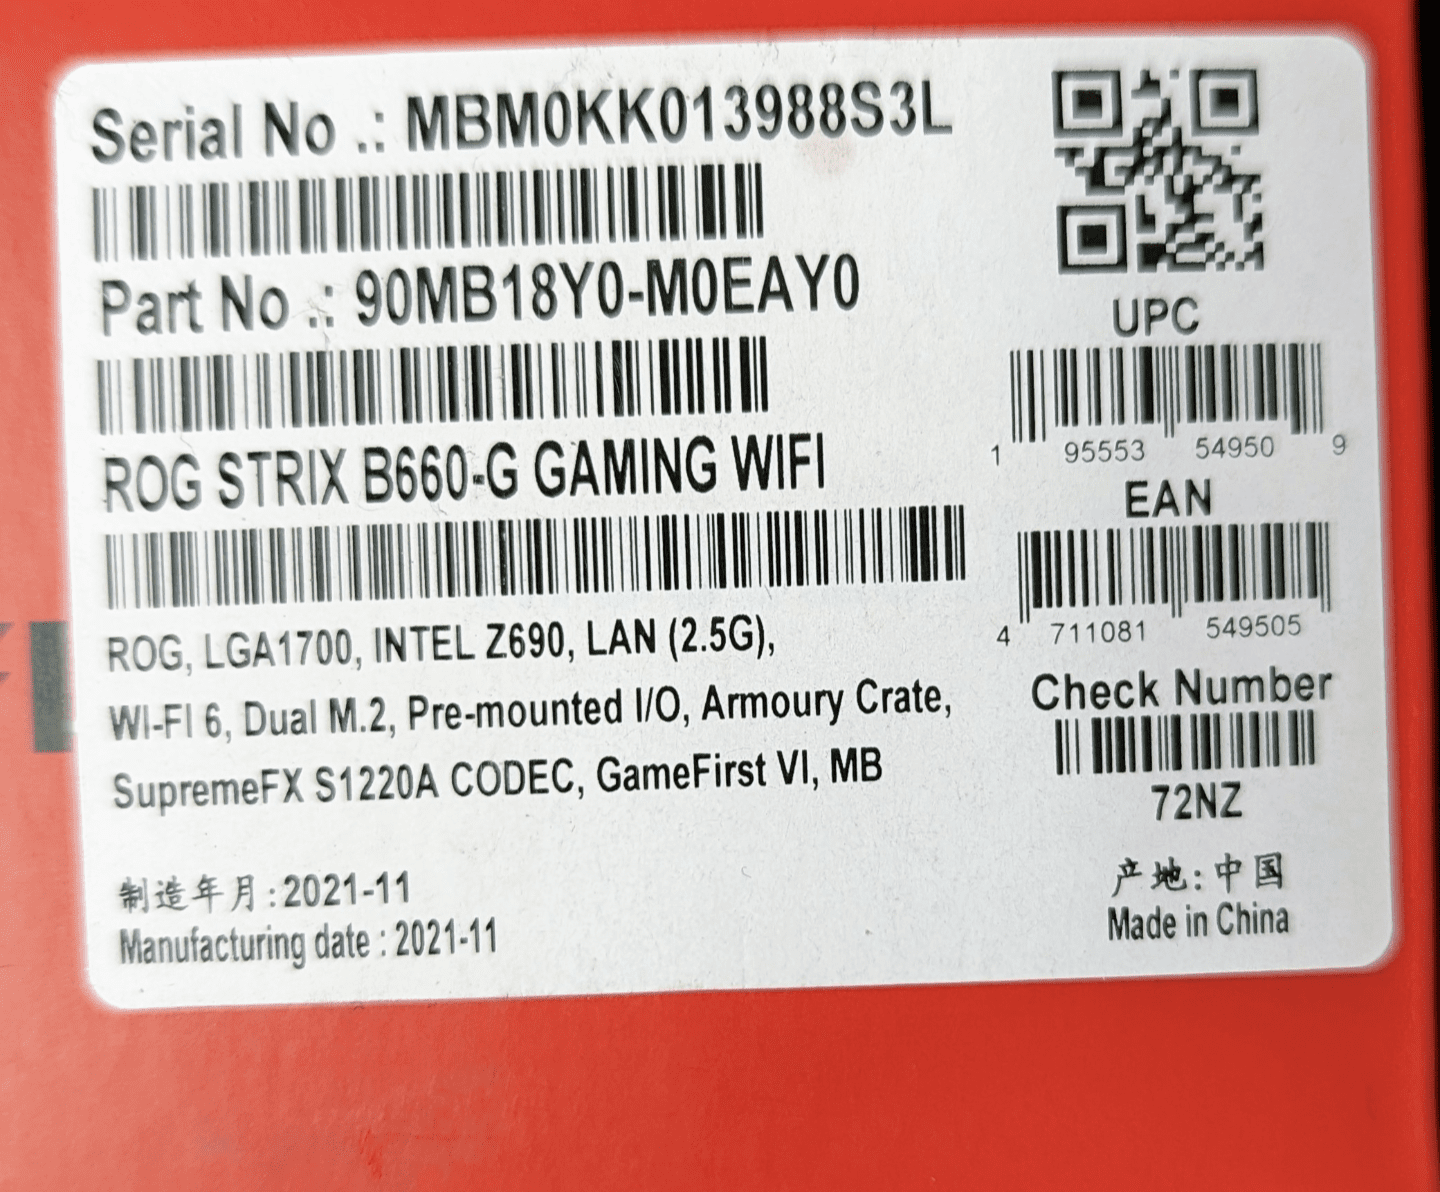 Serial No .: MBM0KK013988S3L
Part No .: 90MB18Y0-M0EAY0
ROG STRIX B660-G GAMING WIFI
ROG, LGA1700, INTEL Z690, LAN (2.5G),
WI-FI 6, Dual M.2, Pre-mounted I/O, Armoury Crate,
SupremeFX S1220A CODEC, GameFirst VI, MB
制造年月:2021-11
Manufacturing date : 2021-11
UPC
1 95553 54950 9
EAN
4 711081 549505
Check Number
72NZ
产地:中国
Made in China